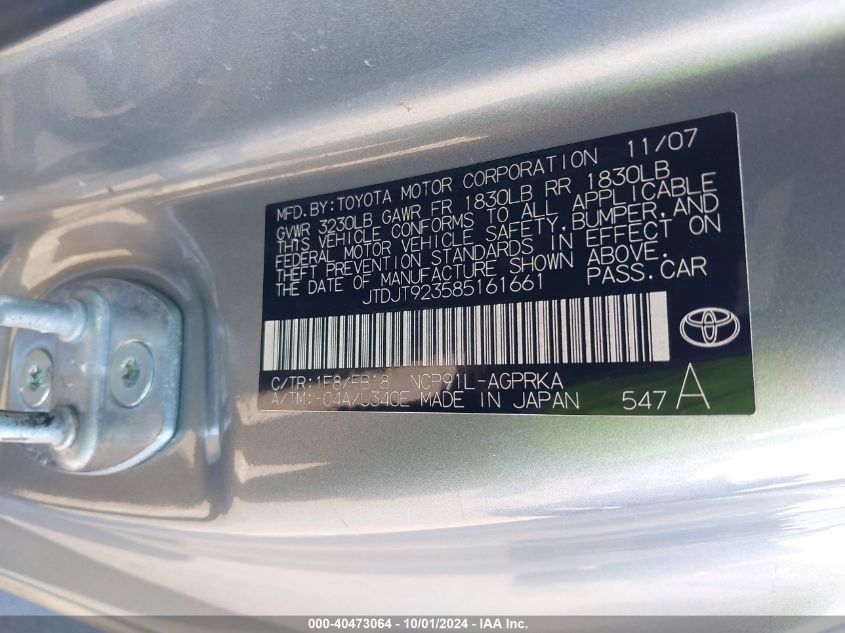 MFD.BY:TOYOTA MOTOR CORPORATION 11/07
GVWR 3230LB GAWR FR 1830LB RR 1830LB
THIS VEHICLE CONFORMS TO ALL APPLICABLE
FEDERAL MOTOR VEHICLE SAFETY,BUMPER,AND
THEFT PREVENTION STANDARDS IN EFFECT ON
THE DATE OF MANUFACTURE SHOWN ABOVE.
JTDJT923585161661 PASS.CAR
C/TR:1F8/FB18 NCP91L-AGPRKA
A/TM:-04A/U340E MADE IN JAPAN 547A
000-40473064 - 10/01/2024 - IAA Inc.